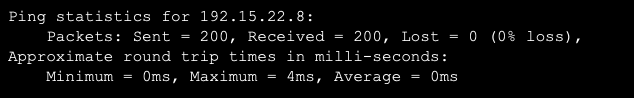 Ping statistics for 192.15.22.8:
    Packets: Sent = 200, Received = 200, Lost = 0 (0% loss),
Approximate round trip times in milli-seconds:
    Minimum = 0ms, Maximum = 4ms, Average = 0ms